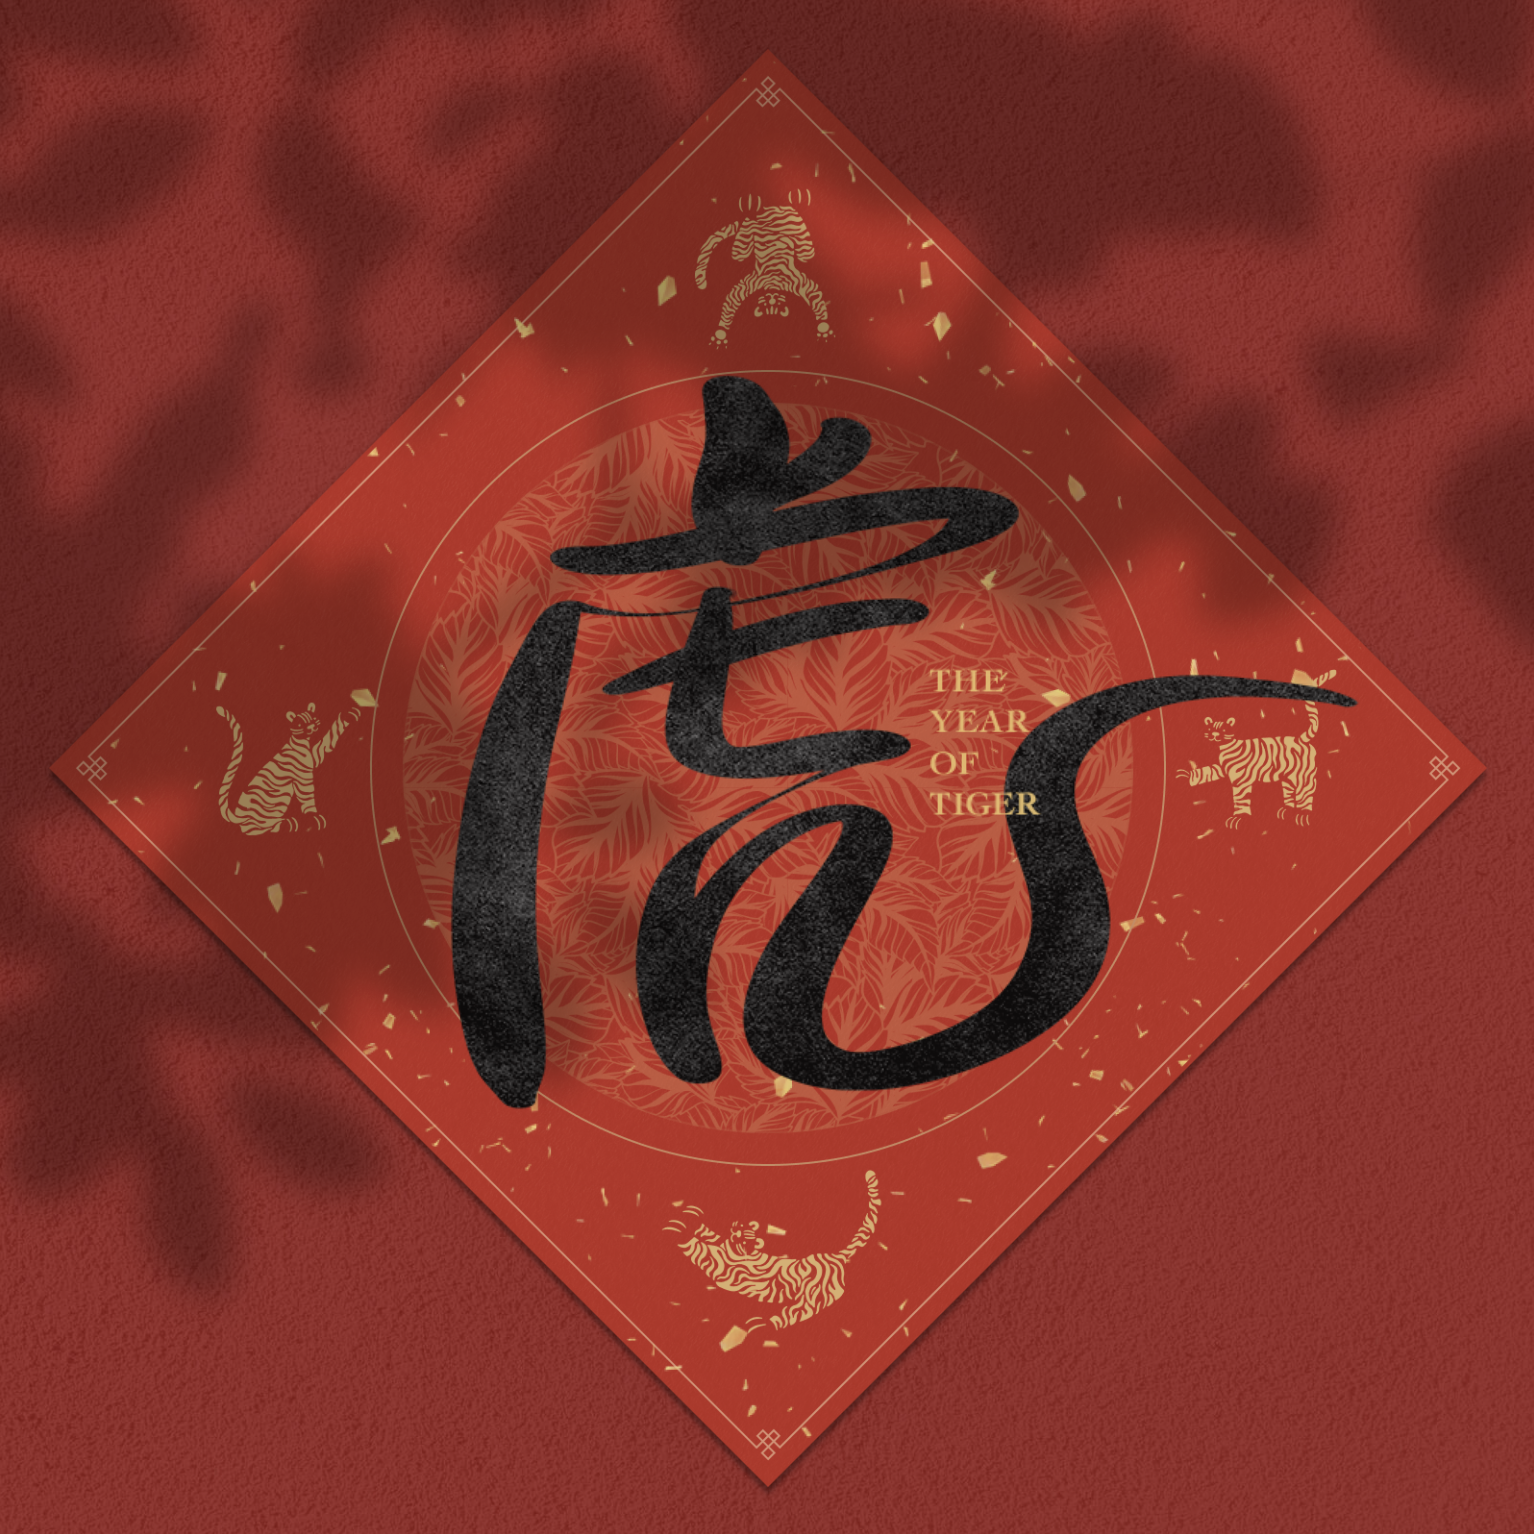 虎
THE
YEAR
OF
TIGER